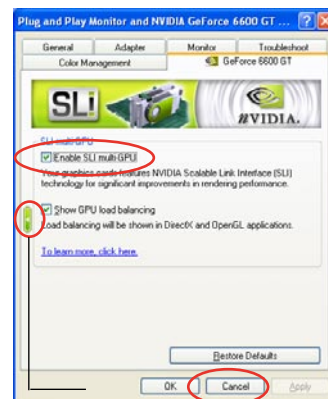 Plug and Play Monitor and NVIDIA GeForce 6600 GT ...
General Adapter Monitor Troubleshoot
Color Management GeForce 6600 GT
SLI
NVIDIA.
SLI multi-GPU
Enable SLI multi-GPU
Your graphics cards features NVIDIA Scalable Link Interface (SLI)
technology for significant improvements in rendering performance.
Show GPU load balancing
Load balancing will be shown in DirectX and OpenGL applications.
To learn more, click here.
Restore Defaults
OK Cancel Apply